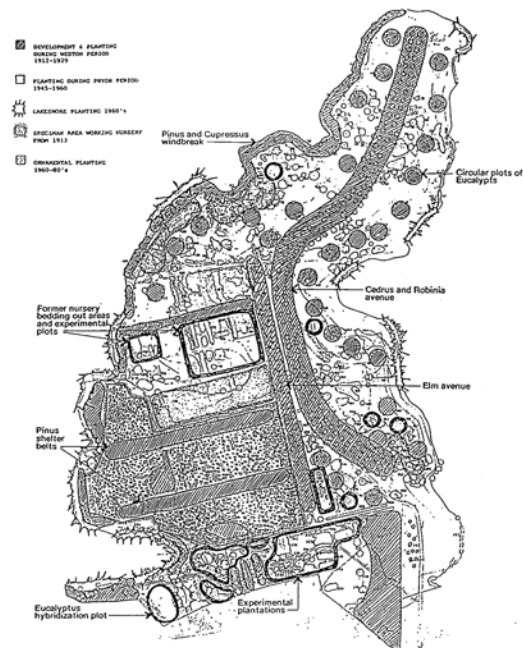 DEVELOPMENT & PLANTING
DURING WESTON PERIOD
1912-1929
PLANTING DURING PRYOR PERIOD
1945-1960
LAKESHORE PLANTING 1960's
SPECIMAN AREA WORKING NURSERY
FROM 1913
ORNAMENTAL PLANTING
1960-80's
Pinus and Cupressus
windbreak
Circular plots of
Eucalypts
Cedrus and Robinia
avenue
Former nursery
bedding out areas
and experimental
plots
Elm avenue
Pinus
shelter
belts
Eucalyptus
hybridization plot
Experimental
plantations